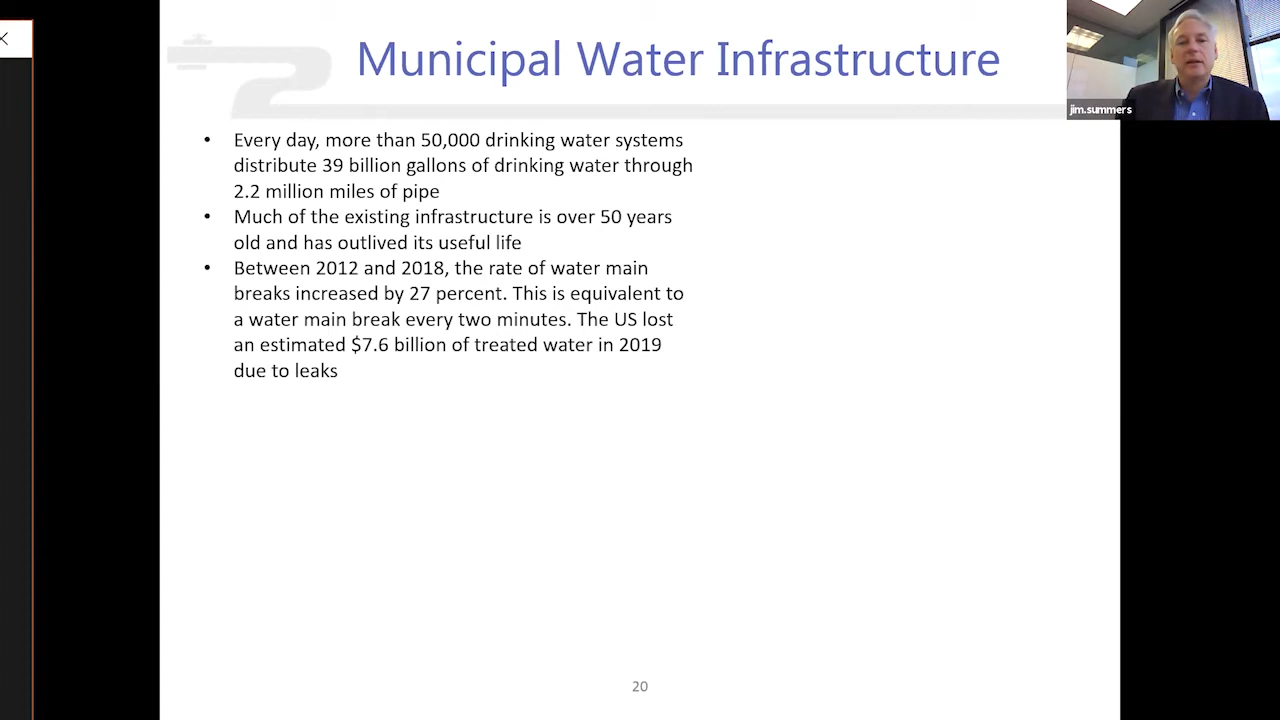 Municipal Water Infrastructure
jim.summers
• Every day, more than 50,000 drinking water systems
distribute 39 billion gallons of drinking water through
2.2 million miles of pipe
• Much of the existing infrastructure is over 50 years
old and has outlived its useful life
• Between 2012 and 2018, the rate of water main
breaks increased by 27 percent. This is equivalent to
a water main break every two minutes. The US lost
an estimated $7.6 billion of treated water in 2019
due to leaks
20